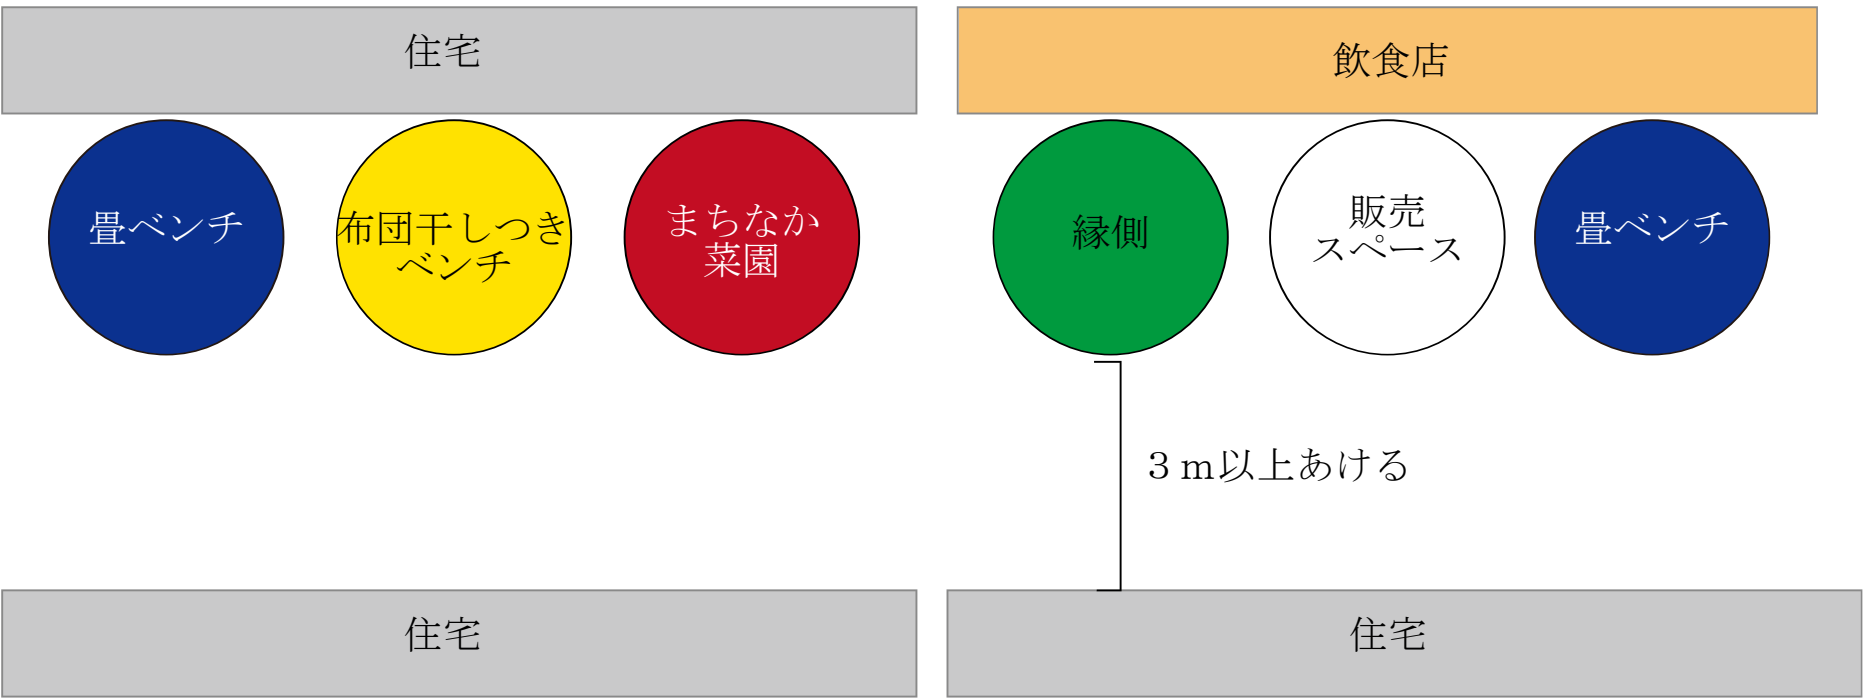 住宅
飲食店
畳ベンチ
布団干しつき
ベンチ
まちなか
菜園
縁側
販売
スペース
畳ベンチ
３ｍ以上あける
住宅
住宅